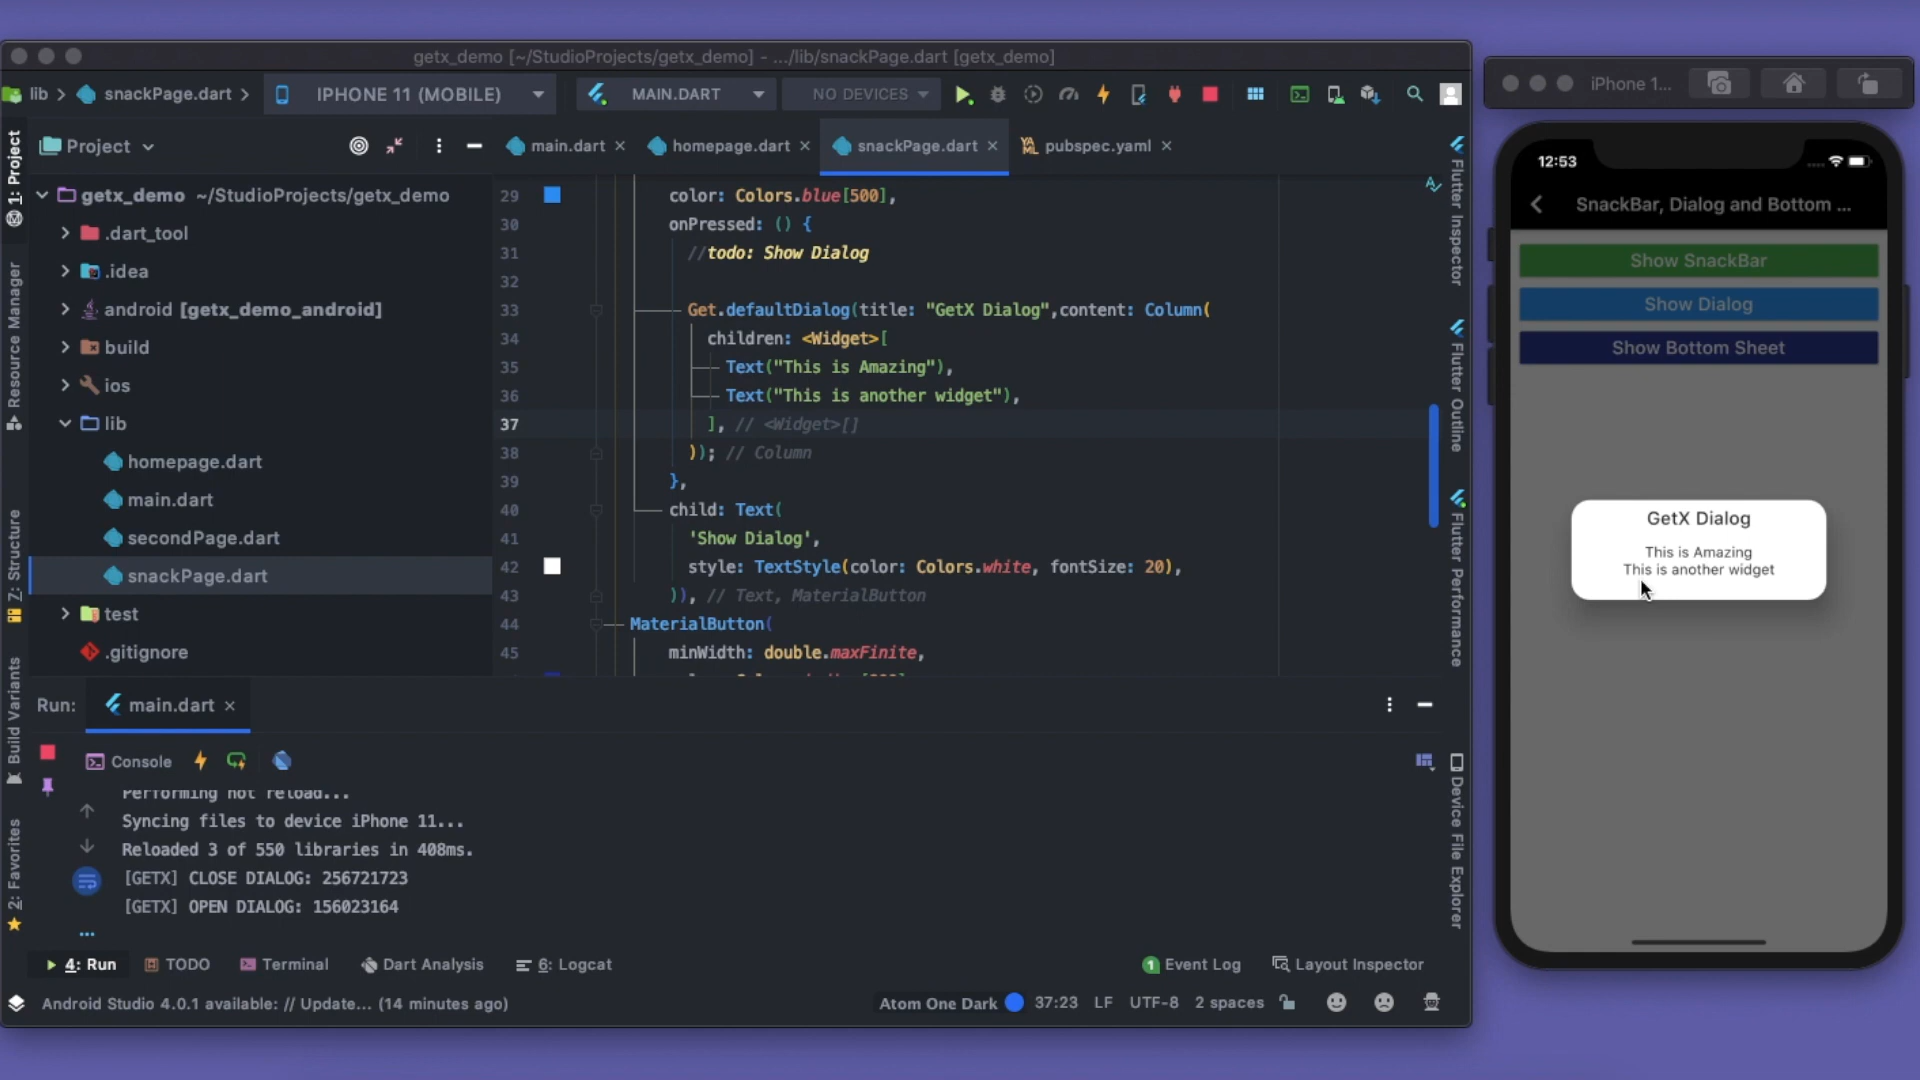 getx_demo [~/StudioProjects/getx_demo] - .../lib/snackPage.dart [getx_demo]
lib
snackPage.dart
IPHONE 11 (MOBILE)
MAIN.DART
NO DEVICES
1: Project
Resource Manager
7: Structure
Build Variants
2: Favorites
Project
getx_demo ~/StudioProjects/getx_demo
.dart_tool
.idea
android [getx_demo_android]
build
ios
lib
homepage.dart
main.dart
secondPage.dart
snackPage.dart
test
.gitignore
main.dart
homepage.dart
snackPage.dart
YAML pubspec.yaml
29 color: Colors.blue[500],
30 onPressed: () {
31 //todo: Show Dialog
32
33 Get.defaultDialog(title: "GetX Dialog",content: Column(
34 children: <Widget>[
35 Text("This is Amazing"),
36 Text("This is another widget"),
37 ], // <Widget>[]
38 )); // Column
39 },
40 child: Text(
41 'Show Dialog',
42 style: TextStyle(color: Colors.white, fontSize: 20),
43 )), // Text, MaterialButton
44 MaterialButton(
45 minWidth: double.maxFinite,
Flutter Inspector
Flutter Outline
Flutter Performance
Device File Explorer
Run:
main.dart
Console
Performing hot reload...
Syncing files to device iPhone 11...
Reloaded 3 of 550 libraries in 408ms.
[GETX] CLOSE DIALOG: 256721723
[GETX] OPEN DIALOG: 156023164
4: Run
TODO
Terminal
Dart Analysis
6: Logcat
1 Event Log
Layout Inspector
Android Studio 4.0.1 available: // Update... (14 minutes ago)
Atom One Dark
37:23
LF
UTF-8
2 spaces
iPhone 1...
12:53
SnackBar, Dialog and Bottom ...
Show SnackBar
Show Dialog
Show Bottom Sheet
GetX Dialog
This is Amazing
This is another widget